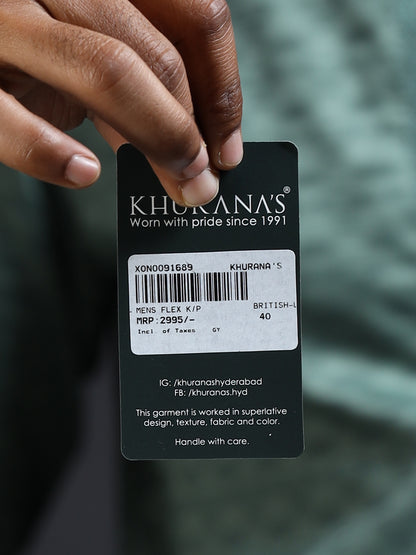 KHURANA'S®
Worn with pride since 1991
X0N0091689 KHURANA'S
MENS FLEX K/P BRITISH-L
MRP:2995/- 40
Incl. of Taxes GY
IG: /khuranashyderabad
FB: /khuranas.hyd
This garment is worked in superlative
design, texture, fabric and color.
Handle with care.